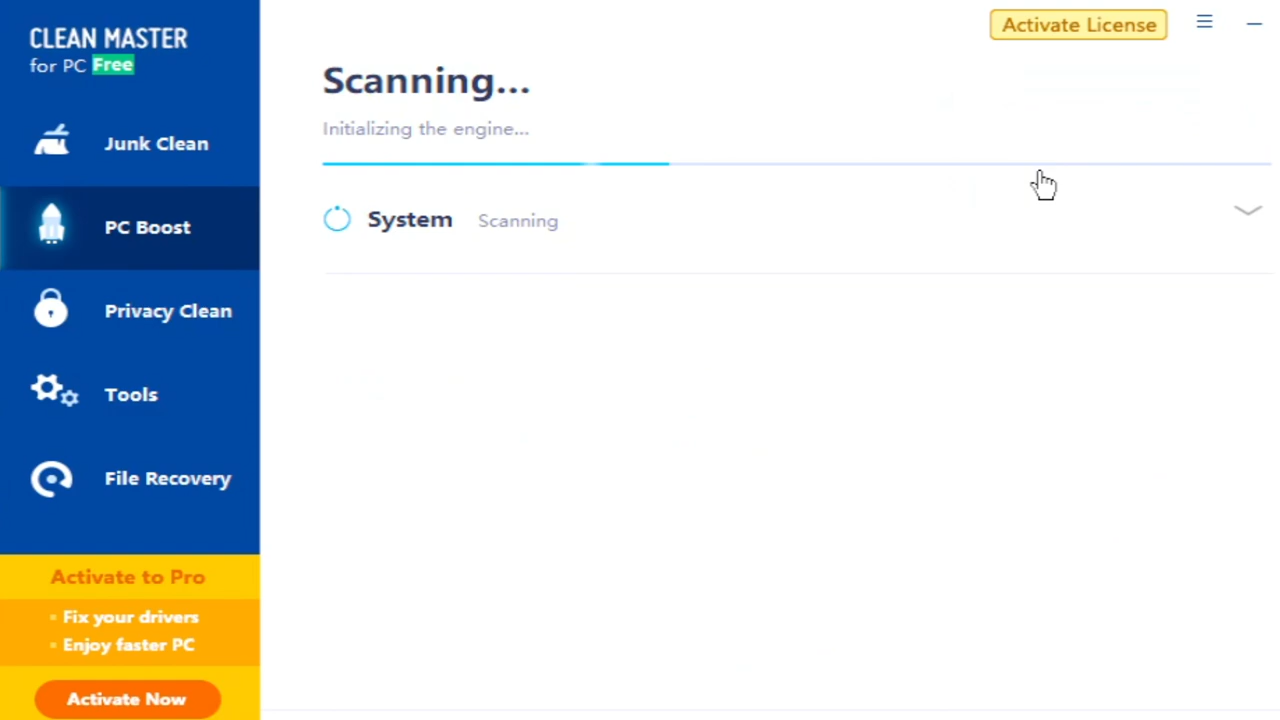 CLEAN MASTER
for PC Free
Junk Clean
PC Boost
Privacy Clean
Tools
File Recovery
Activate to Pro
Fix your drivers
Enjoy faster PC
Activate Now
Activate License
Scanning...
Initializing the engine...
System Scanning